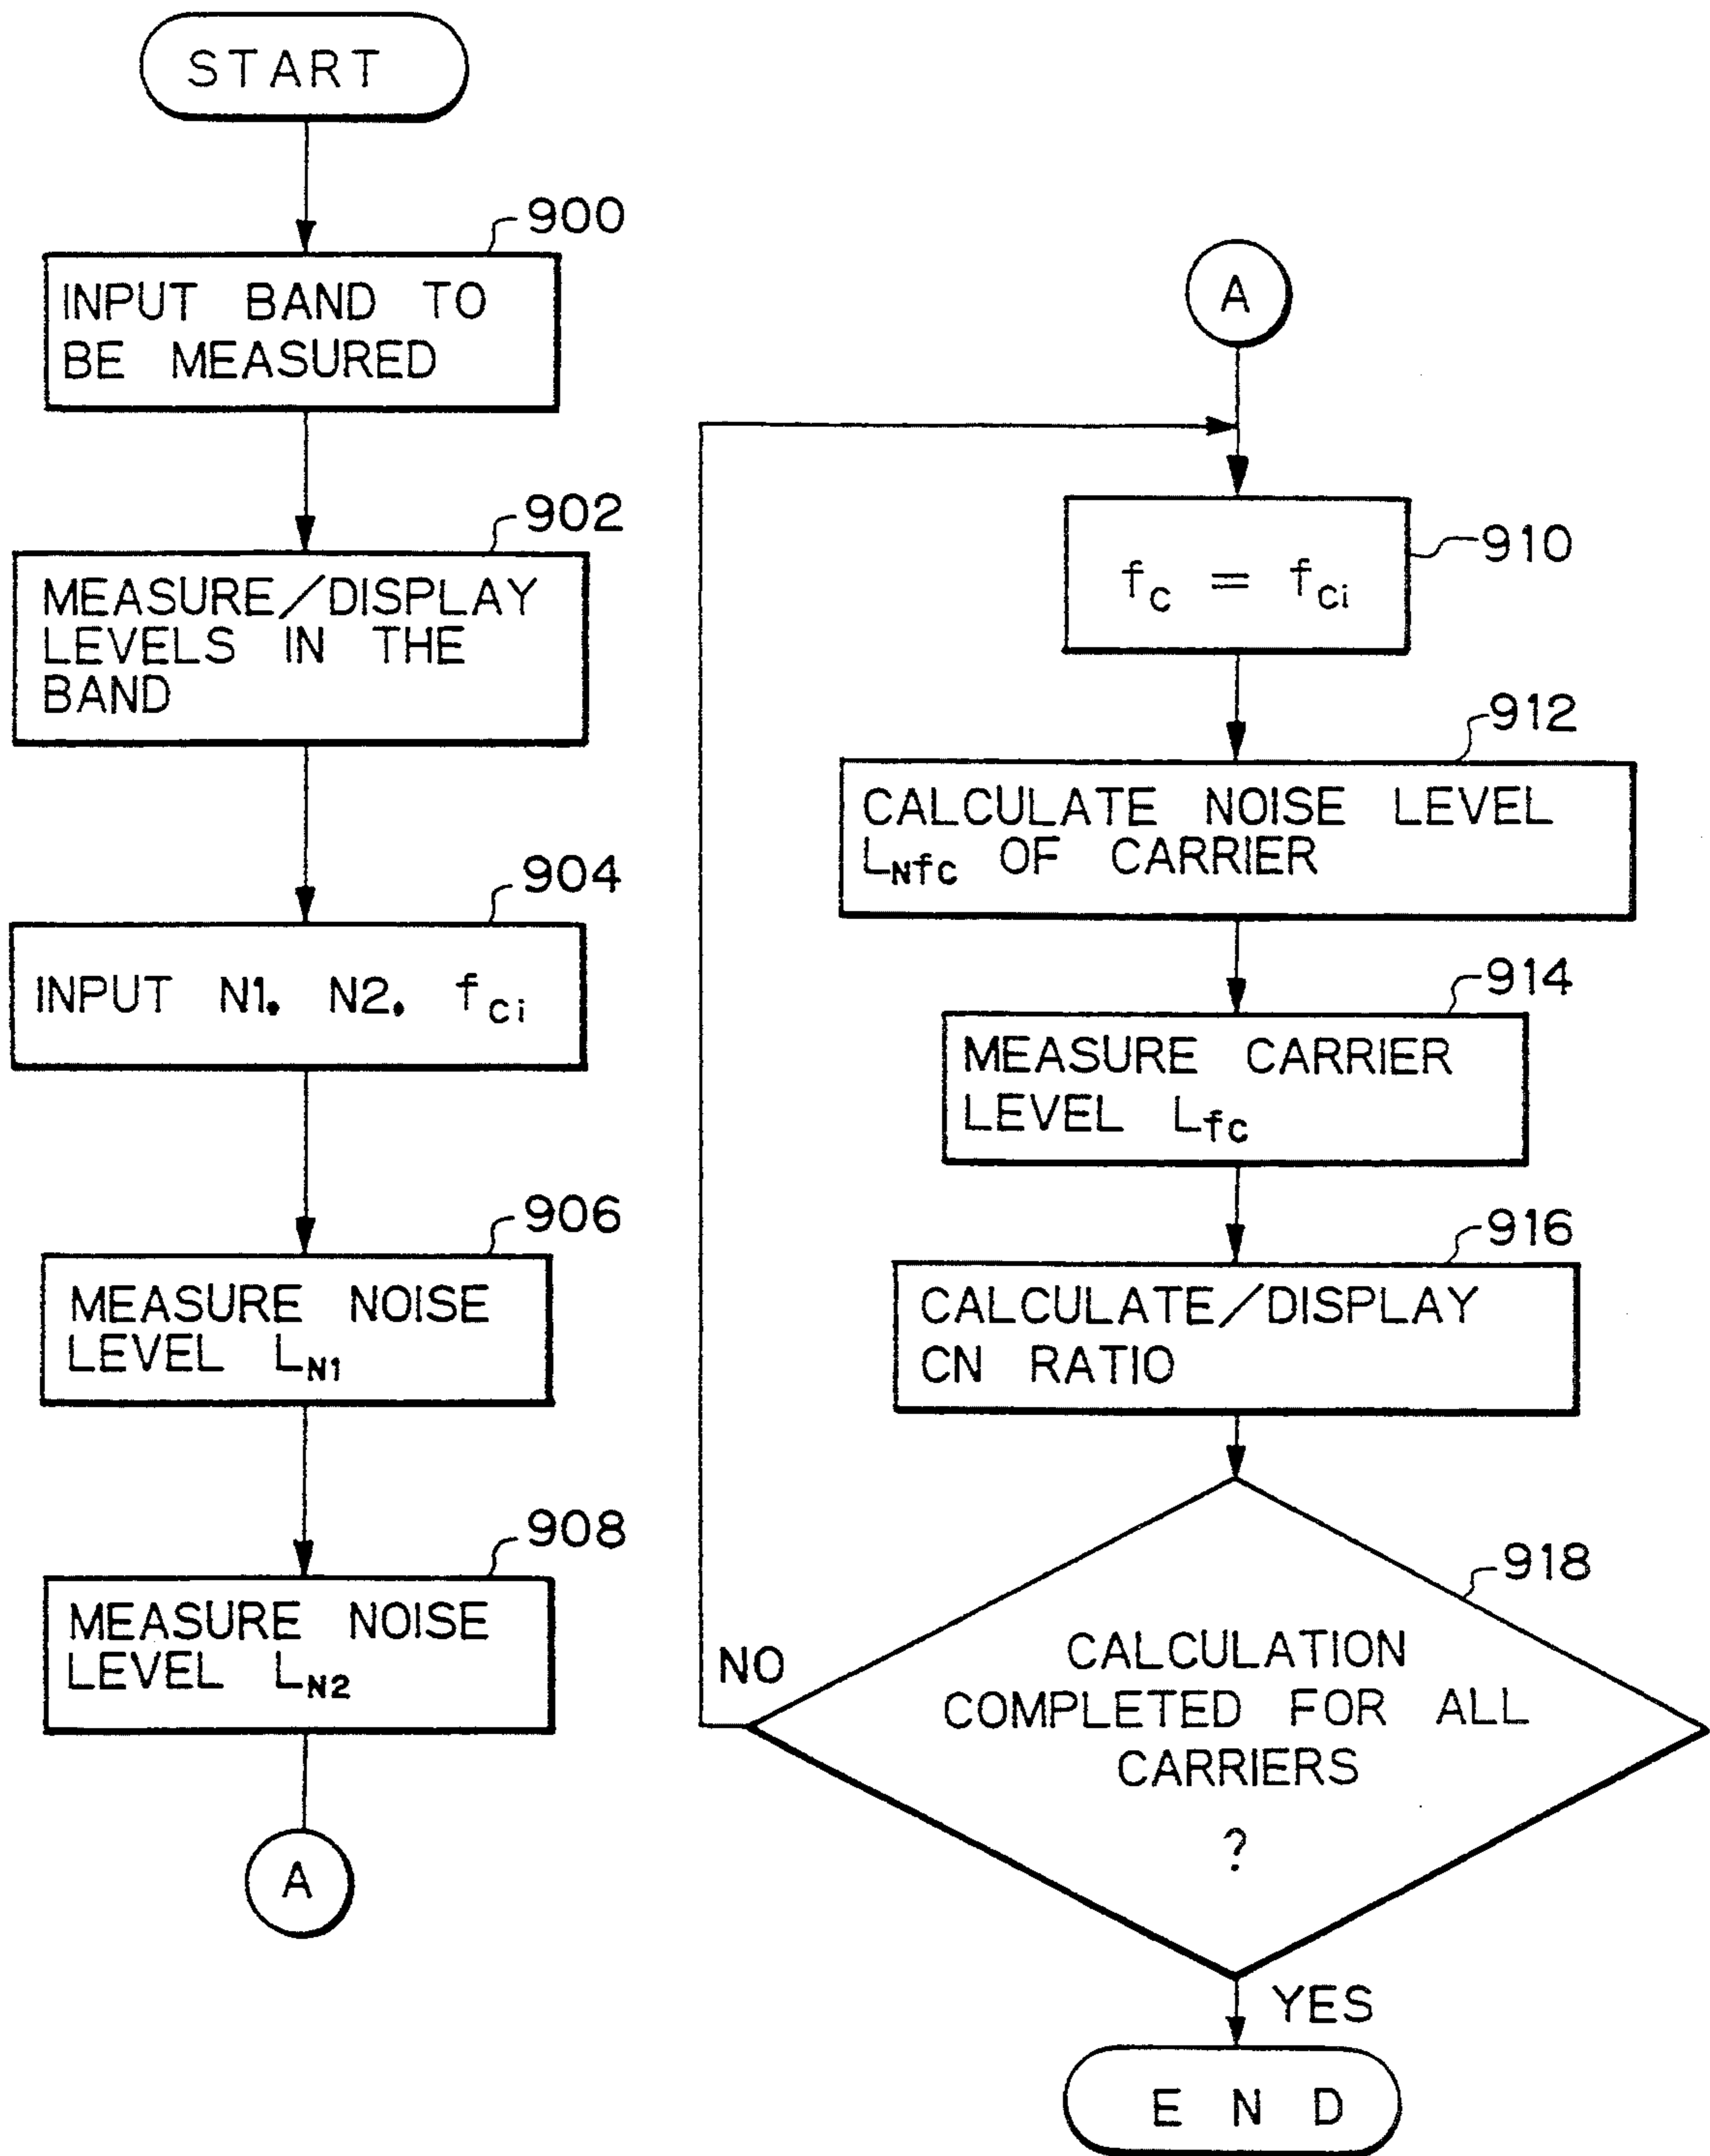 START
900
INPUT BAND TO
BE MEASURED
902
MEASURE/DISPLAY
LEVELS IN THE
BAND
904
INPUT N1. N2. fci
906
MEASURE NOISE
LEVEL LN1
908
MEASURE NOISE
LEVEL LN2
A
A
910
fc = fci
912
CALCULATE NOISE LEVEL
LNfc OF CARRIER
914
MEASURE CARRIER
LEVEL Lfc
916
CALCULATE/DISPLAY
CN RATIO
918
CALCULATION
COMPLETED FOR ALL
CARRIERS
?
NO
YES
END